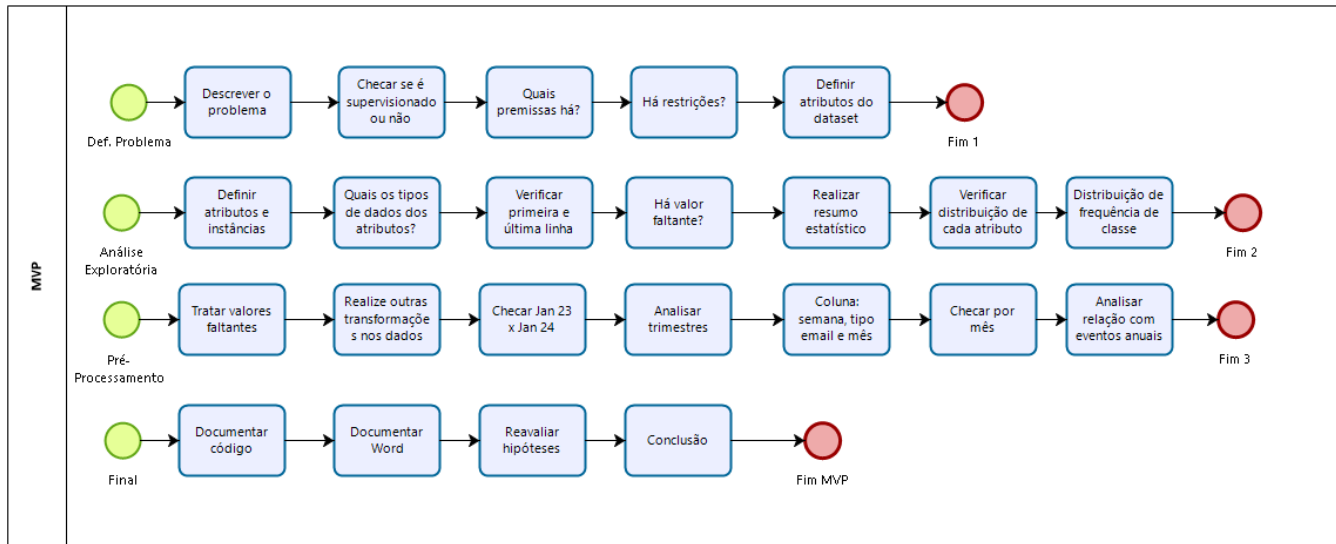 MVP
Def. Problema
Descrever o
problema
Checar se é
supervisionado
ou não
Quais
premissas há?
Há restrições?
Definir
atributos do
dataset
Fim 1
Análise
Exploratória
Definir
atributos e
instâncias
Quais os tipos
de dados dos
atributos?
Verificar
primeira e
última linha
Há valor
faltante?
Realizar
resumo
estatístico
Verificar
distribuição de
cada atributo
Distribuição de
frequência de
classe
Fim 2
Pré-
Processamento
Tratar valores
faltantes
Realize outras
transformaçõe
s nos dados
Checar Jan 23
x Jan 24
Analisar
trimestres
Coluna:
semana, tipo
email e mês
Checar por
mês
Analisar
relação com
eventos anuais
Fim 3
Final
Documentar
código
Documentar
Word
Reavaliar
hipóteses
Conclusão
Fim MVP